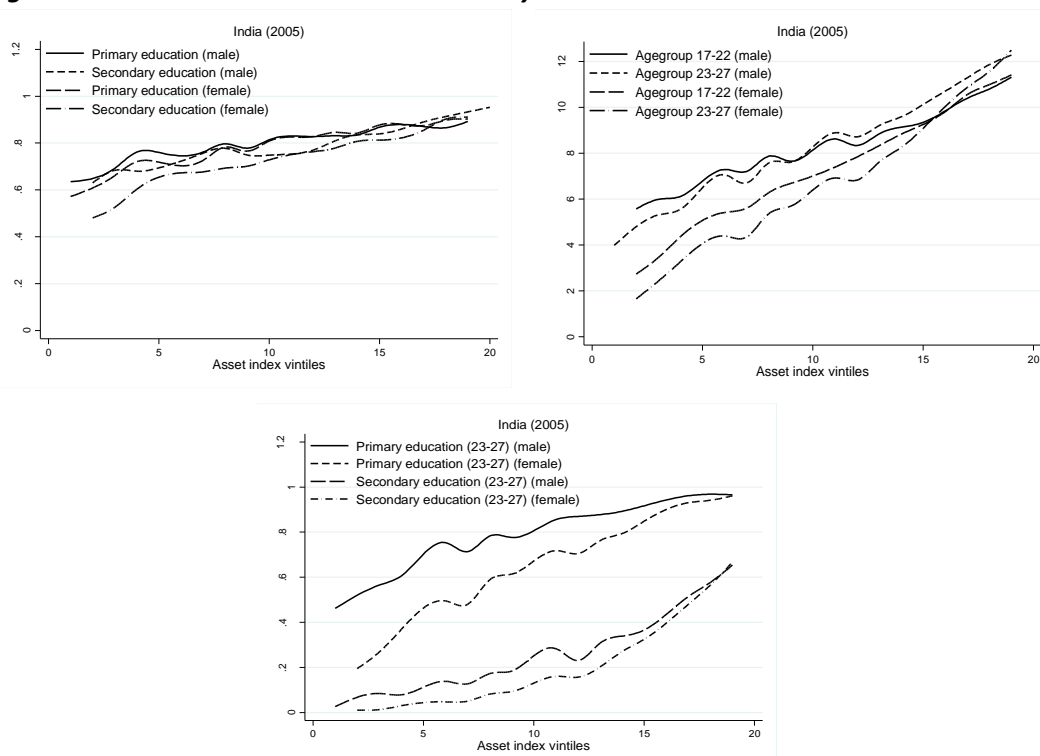 India (2005)
1.2
1
.8
.6
.4
.2
0
Primary education (male)
Secondary education (male)
Primary education (female)
Secondary education (female)
0 5 10 15 20
Asset index vintiles
India (2005)
12
10
8
6
4
2
0
Agegroup 17-22 (male)
Agegroup 23-27 (male)
Agegroup 17-22 (female)
Agegroup 23-27 (female)
0 5 10 15 20
Asset index vintiles
India (2005)
1.2
1
.8
.6
.4
.2
0
Primary education (23-27) (male)
Primary education (23-27) (female)
Secondary education (23-27) (male)
Secondary education (23-27) (female)
0 5 10 15 20
Asset index vintiles